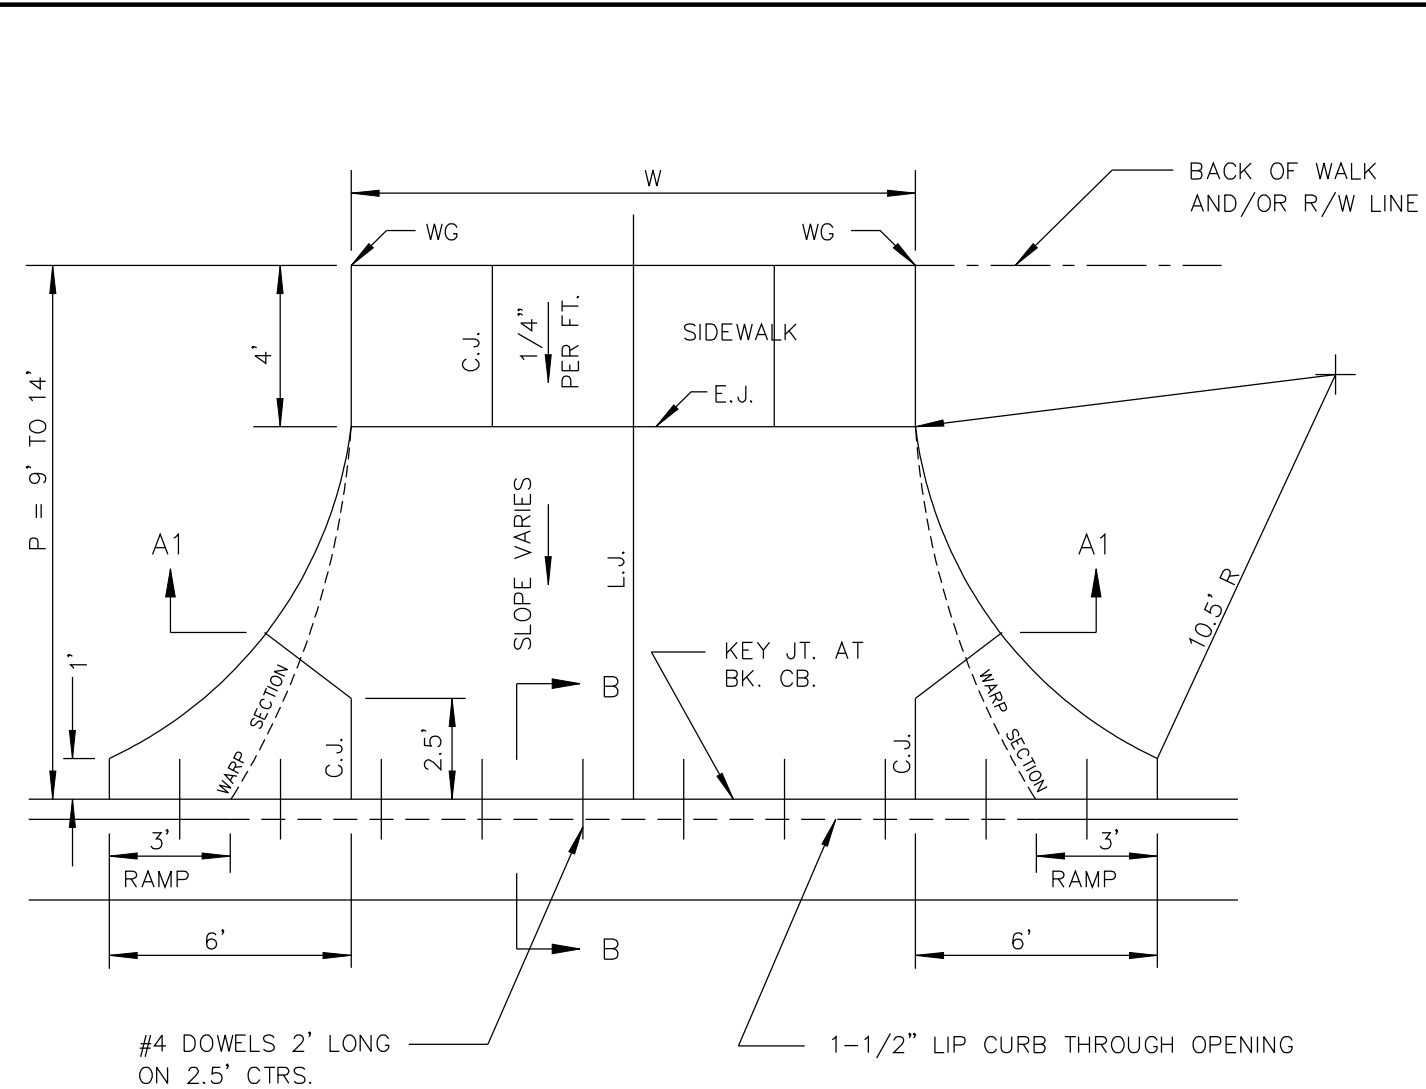 BACK OF WALK
AND/OR R/W LINE
W
WG
WG
4'
C.J.
1/4"
PER FT.
SIDEWALK
E.J.
P = 9' TO 14'
A1
A1
SLOPE VARIES
L.J.
10.5' R
1'
KEY JT. AT
BK. CB.
B
WARP SECTION
WARP SECTION
C.J.
2.5'
C.J.
3'
RAMP
3'
RAMP
6'
B
6'
#4 DOWELS 2' LONG
ON 2.5' CTRS.
1-1/2" LIP CURB THROUGH OPENING